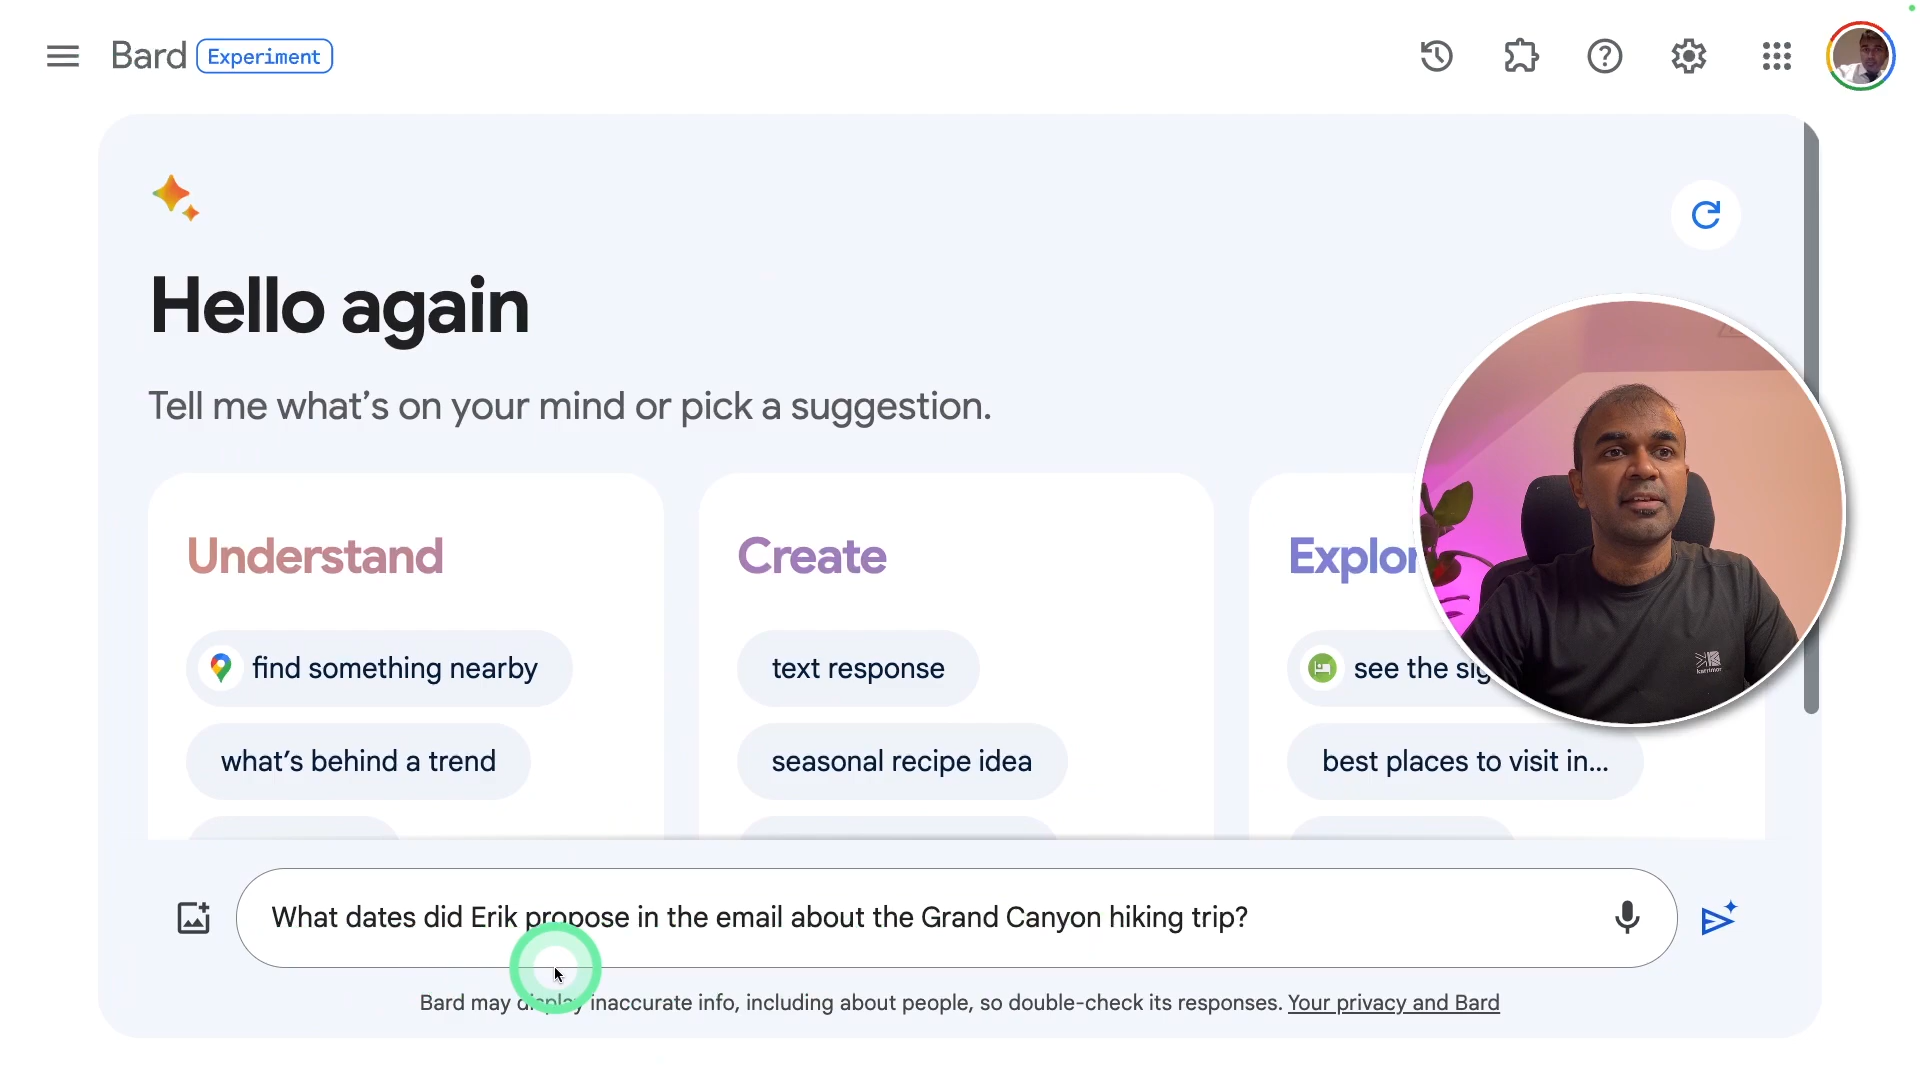 Bard Experiment
Hello again
Tell me what's on your mind or pick a suggestion.
Understand
find something nearby
what's behind a trend
Create
text response
seasonal recipe idea
Explor
see the sig
best places to visit in...
What dates did Erik propose in the email about the Grand Canyon hiking trip?
Bard may display inaccurate info, including about people, so double-check its responses. Your privacy and Bard
karrimor